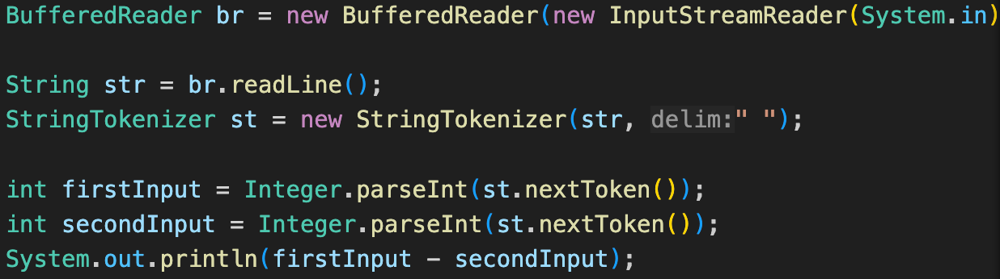 BufferedReader br = new BufferedReader(new InputStreamReader(System.in)
String str = br.readLine();
StringTokenizer st = new StringTokenizer(str, delim:" ");
int firstInput = Integer.parseInt(st.nextToken());
int secondInput = Integer.parseInt(st.nextToken());
System.out.println(firstInput - secondInput);